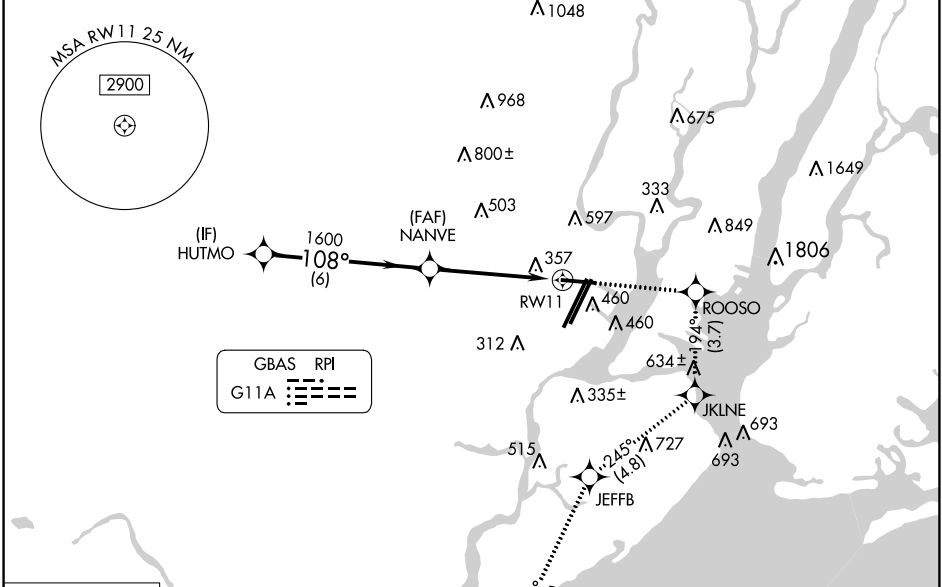 1048
MSA RW11 25 NM
2900
968
675
800±
1649
333
503
597
849
(IF)
HUTMO
1600
108°
(6)
(FAF)
NANVE
357
1806
RW11
460
ROOSO
460
194°
(3.7)
312
634±
GBAS RPI
G11A
335±
JKLNE
693
693
727
515
245°
(4.8)
JEFFB